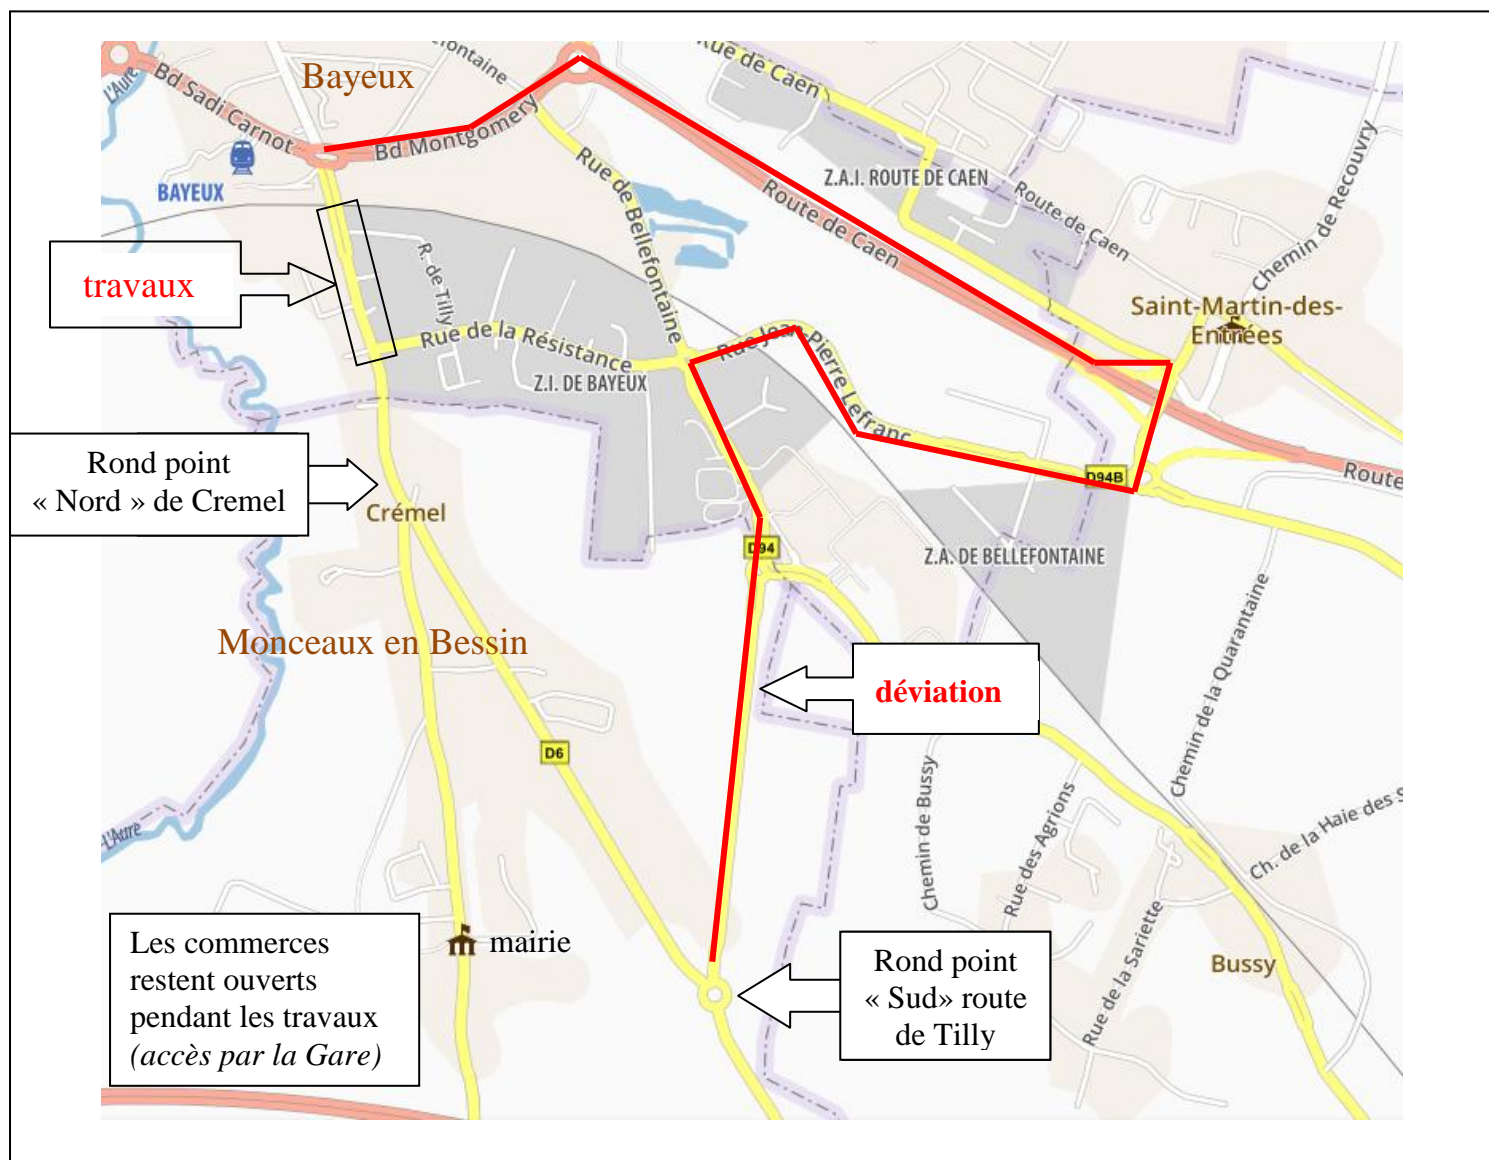 Bayeux
L'Aure
Bd Sadi Carnot
Bd Montgomery
BAYEUX
Rue de Caen
Rue de Bellefontaine
Route de Caen
Z.A.I. ROUTE DE CAEN
Route de Caen
Chemin de Recouvry
Saint-Martin-des-
Entrées
travaux
R. de Tilly
Rue de la Résistance
Z.I. DE BAYEUX
Rue Jean-Pierre Lefranc
D94B
Route
Rond point
« Nord » de Cremel
Crémel
D94
Z.A. DE BELLEFONTAINE
Chemin de la Quarantaine
Monceaux en Bessin
déviation
D6
L'Aure
Chemin de Bussy
Rue des Agrions
Ch. de la Haie des
Rue de la Sariette
Bussy
Les commerces
restent ouverts
pendant les travaux
(accès par la Gare)
mairie
Rond point
« Sud» route
de Tilly